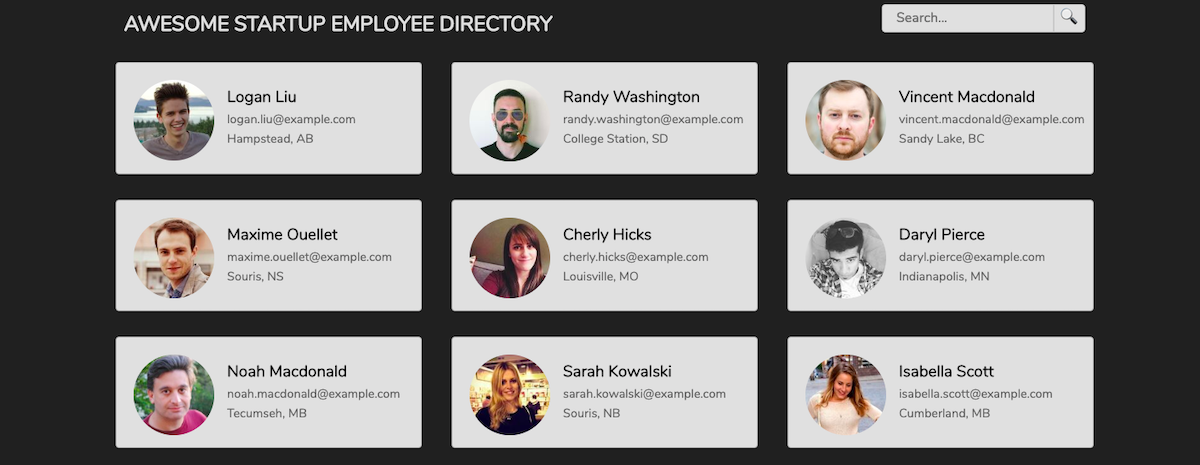 AWESOME STARTUP EMPLOYEE DIRECTORY
Search...
Logan Liu
logan.liu@example.com
Hampstead, AB
Randy Washington
randy.washington@example.com
College Station, SD
Vincent Macdonald
vincent.macdonald@example.com
Sandy Lake, BC
Maxime Ouellet
maxime.ouellet@example.com
Souris, NS
Cherly Hicks
cherly.hicks@example.com
Louisville, MO
Daryl Pierce
daryl.pierce@example.com
Indianapolis, MN
Noah Macdonald
noah.macdonald@example.com
Tecumseh, MB
Sarah Kowalski
sarah.kowalski@example.com
Souris, NB
Isabella Scott
isabella.scott@example.com
Cumberland, MB